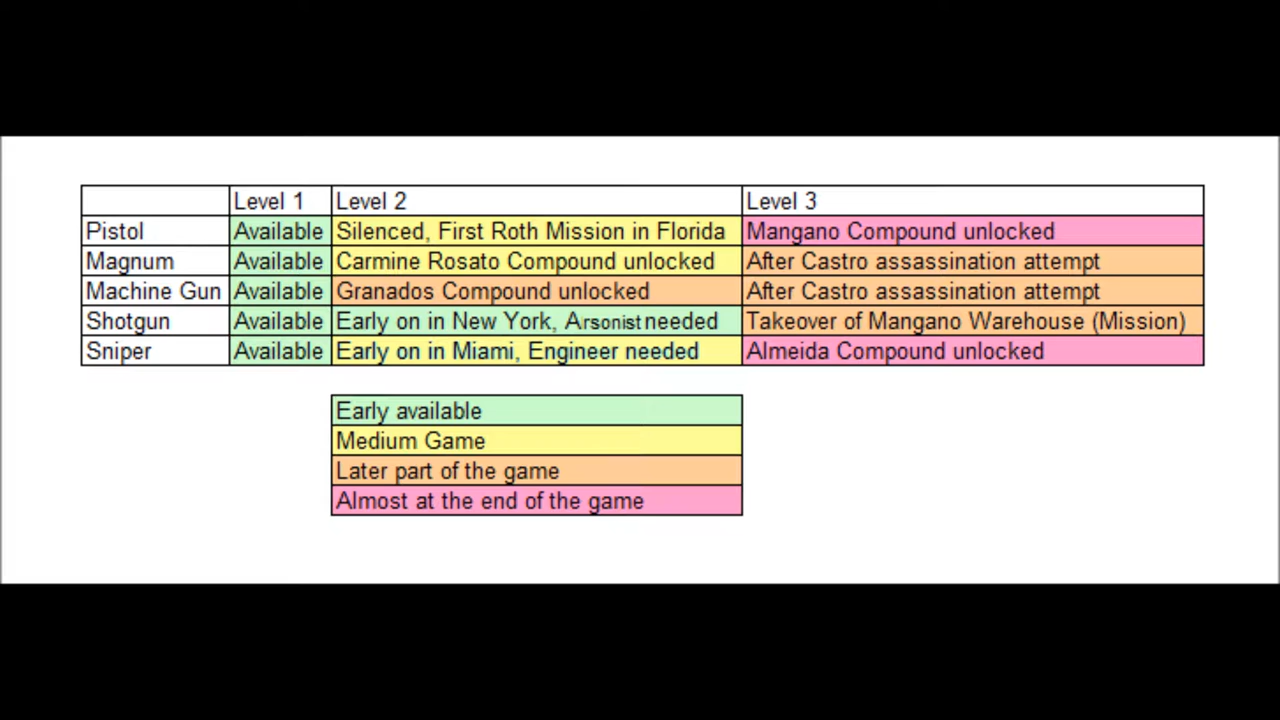 Level 1 Level 2 Level 3
Pistol Available Silenced, First Roth Mission in Florida Mangano Compound unlocked
Magnum Available Carmine Rosato Compound unlocked After Castro assassination attempt
Machine Gun Available Granados Compound unlocked After Castro assassination attempt
Shotgun Available Early on in New York, Arsonist needed Takeover of Mangano Warehouse (Mission)
Sniper Available Early on in Miami, Engineer needed Almeida Compound unlocked
Early available
Medium Game
Later part of the game
Almost at the end of the game